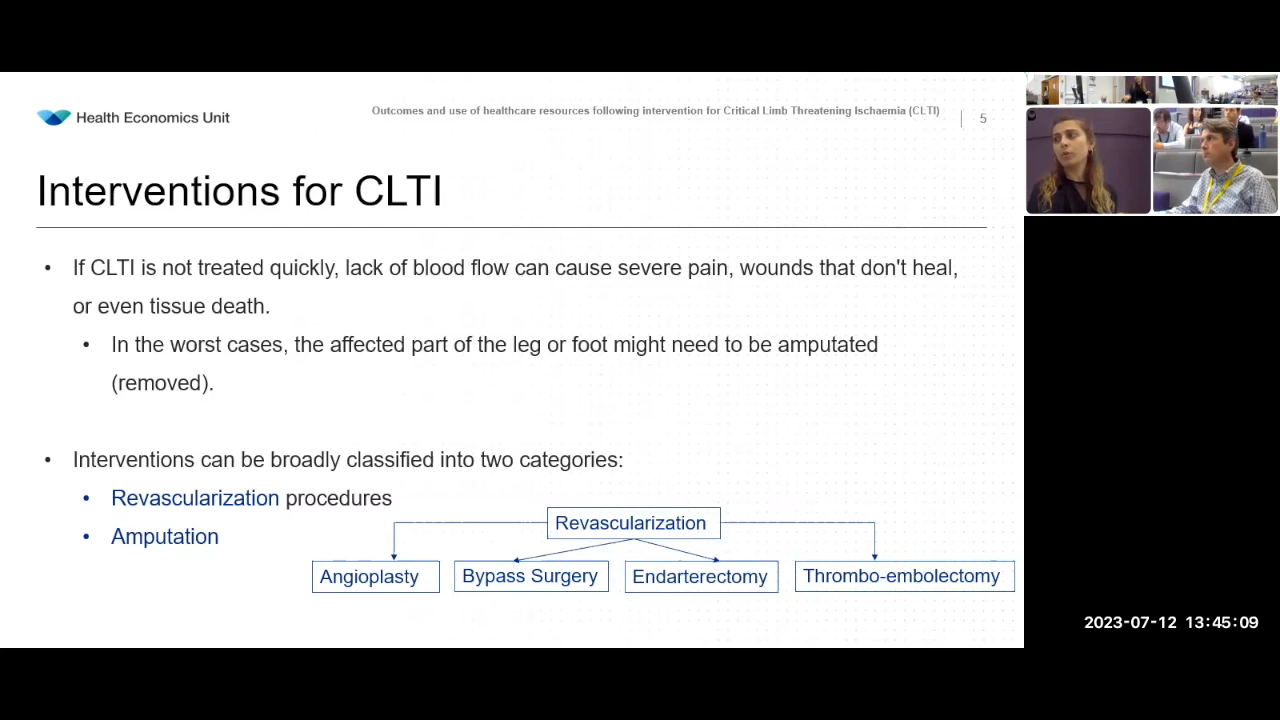 Health Economics Unit
Outcomes and use of healthcare resources following intervention for Critical Limb Threatening Ischaemia (CLTI)
5
Interventions for CLTI
• If CLTI is not treated quickly, lack of blood flow can cause severe pain, wounds that don't heal,
or even tissue death.
• In the worst cases, the affected part of the leg or foot might need to be amputated
(removed).
• Interventions can be broadly classified into two categories:
• Revascularization procedures
• Amputation
Revascularization
Angioplasty
Bypass Surgery
Endarterectomy
Thrombo-embolectomy
2023-07-12 13:45:09